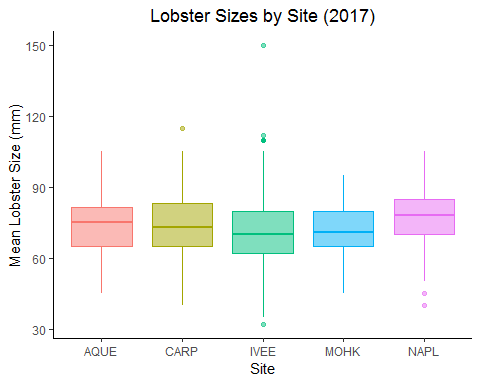 Lobster Sizes by Site (2017)
Mean Lobster Size (mm)
150
120
90
60
30
AQUE CARP IVEE MOHK NAPL
Site